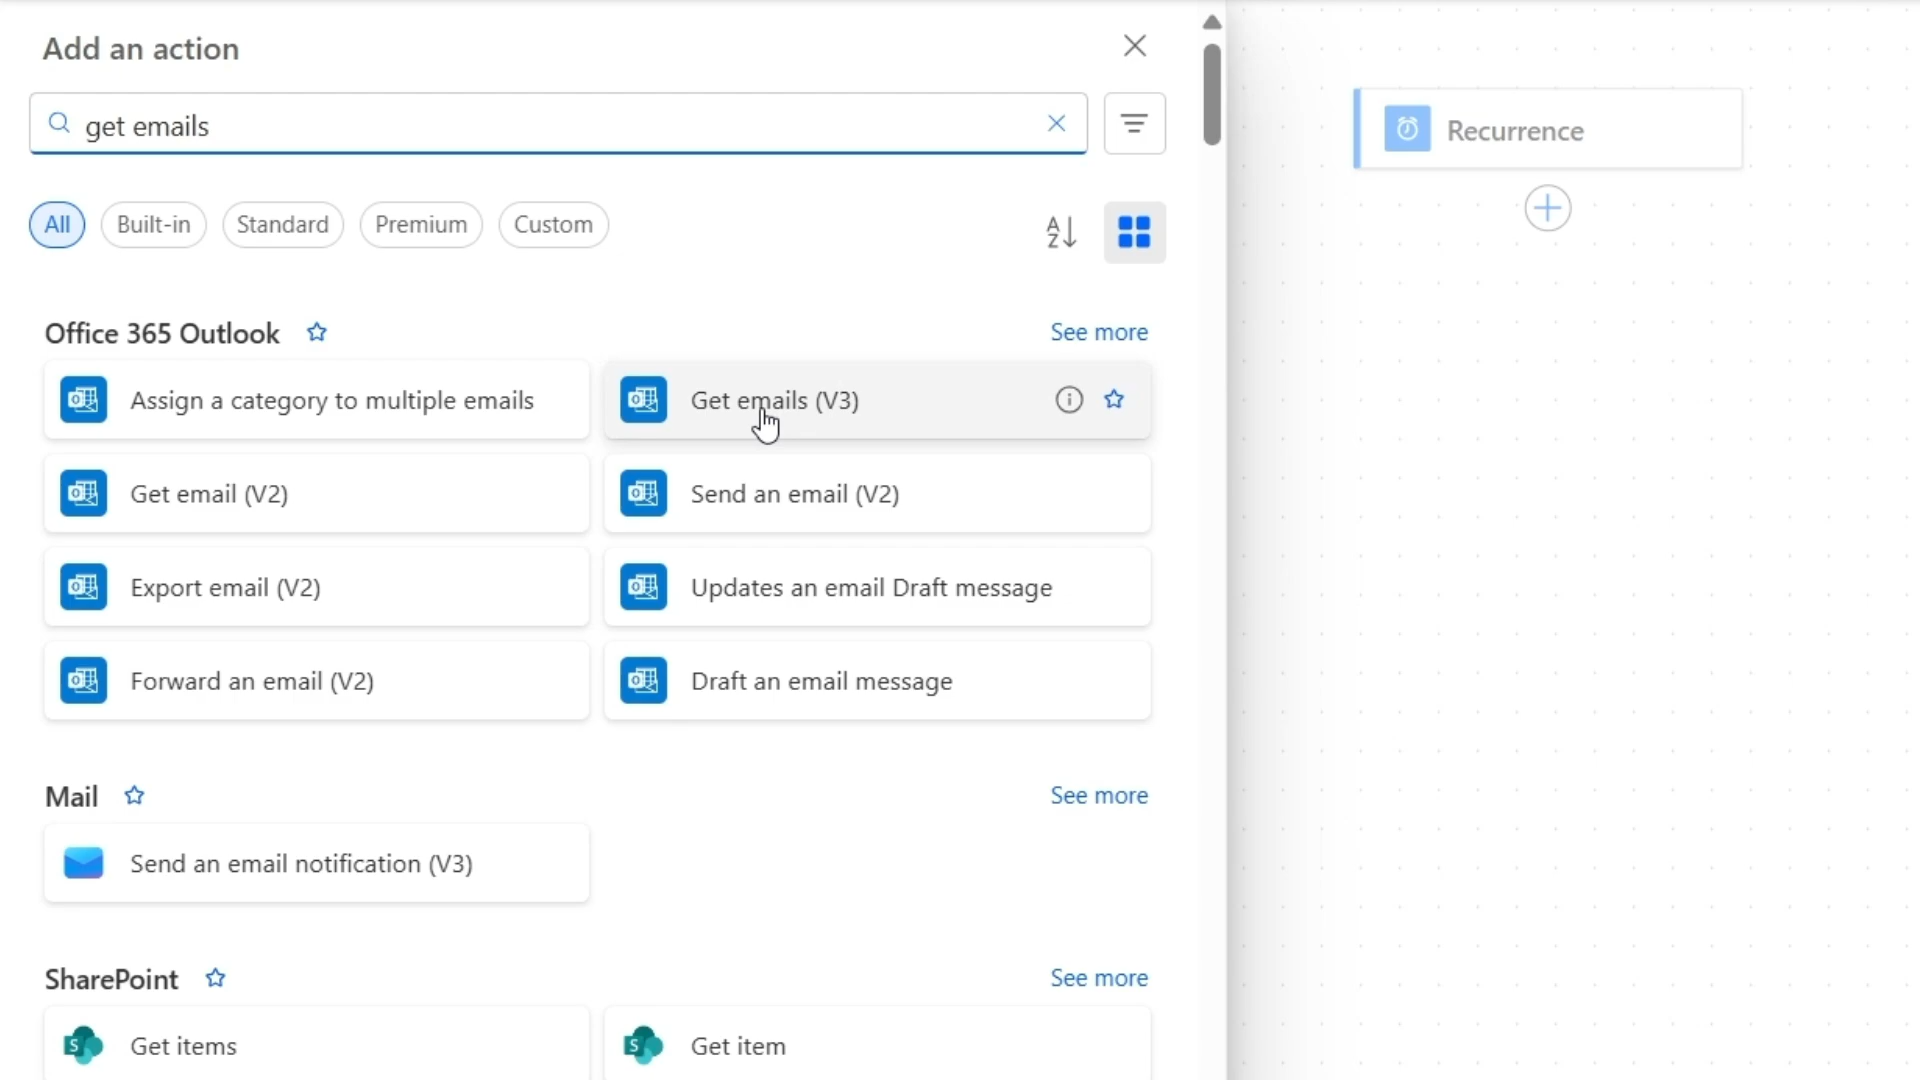 Add an action
get emails
All
Built-in
Standard
Premium
Custom
Office 365 Outlook
See more
Assign a category to multiple emails
Get emails (V3)
Get email (V2)
Send an email (V2)
Export email (V2)
Updates an email Draft message
Forward an email (V2)
Draft an email message
Mail
See more
Send an email notification (V3)
SharePoint
See more
Get items
Get item
Recurrence